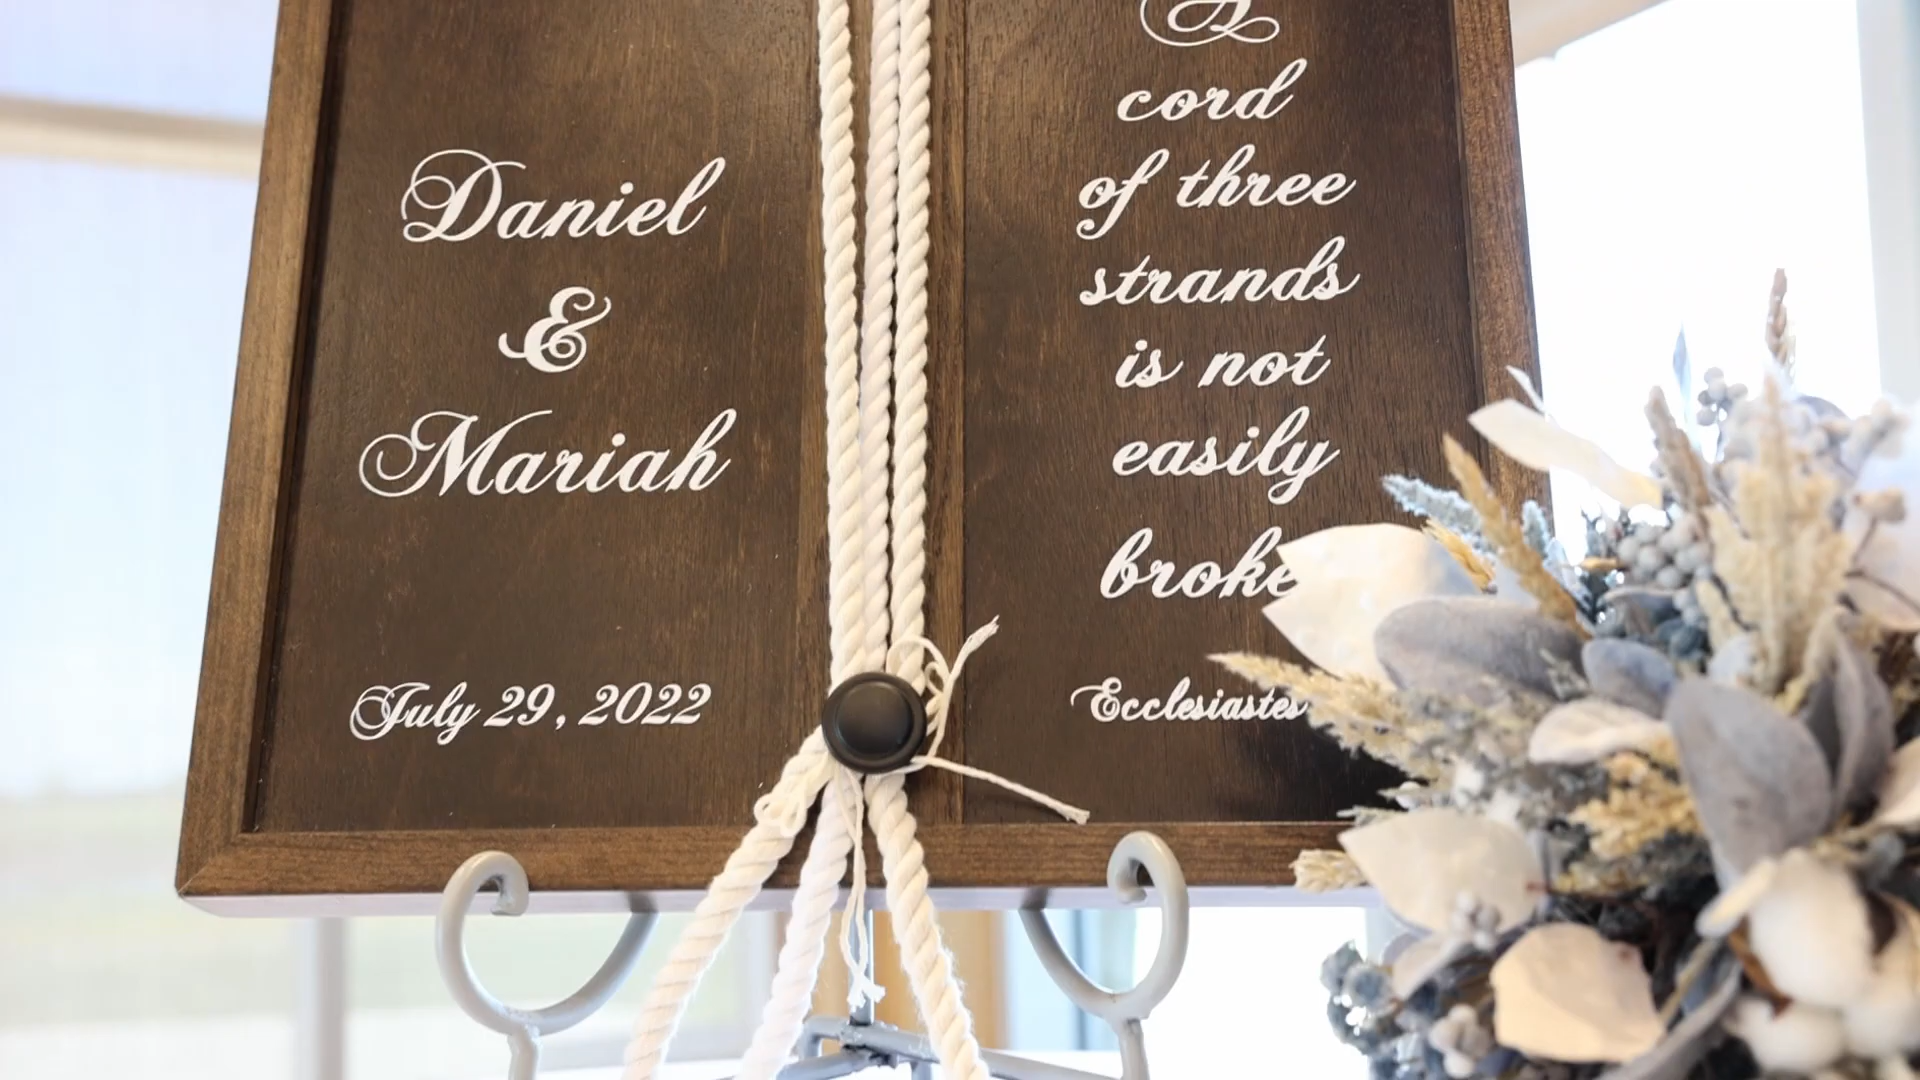 Daniel
&
Mariah
July 29, 2022
A
cord
of three
strands
is not
easily
broke
Ecclesiastes